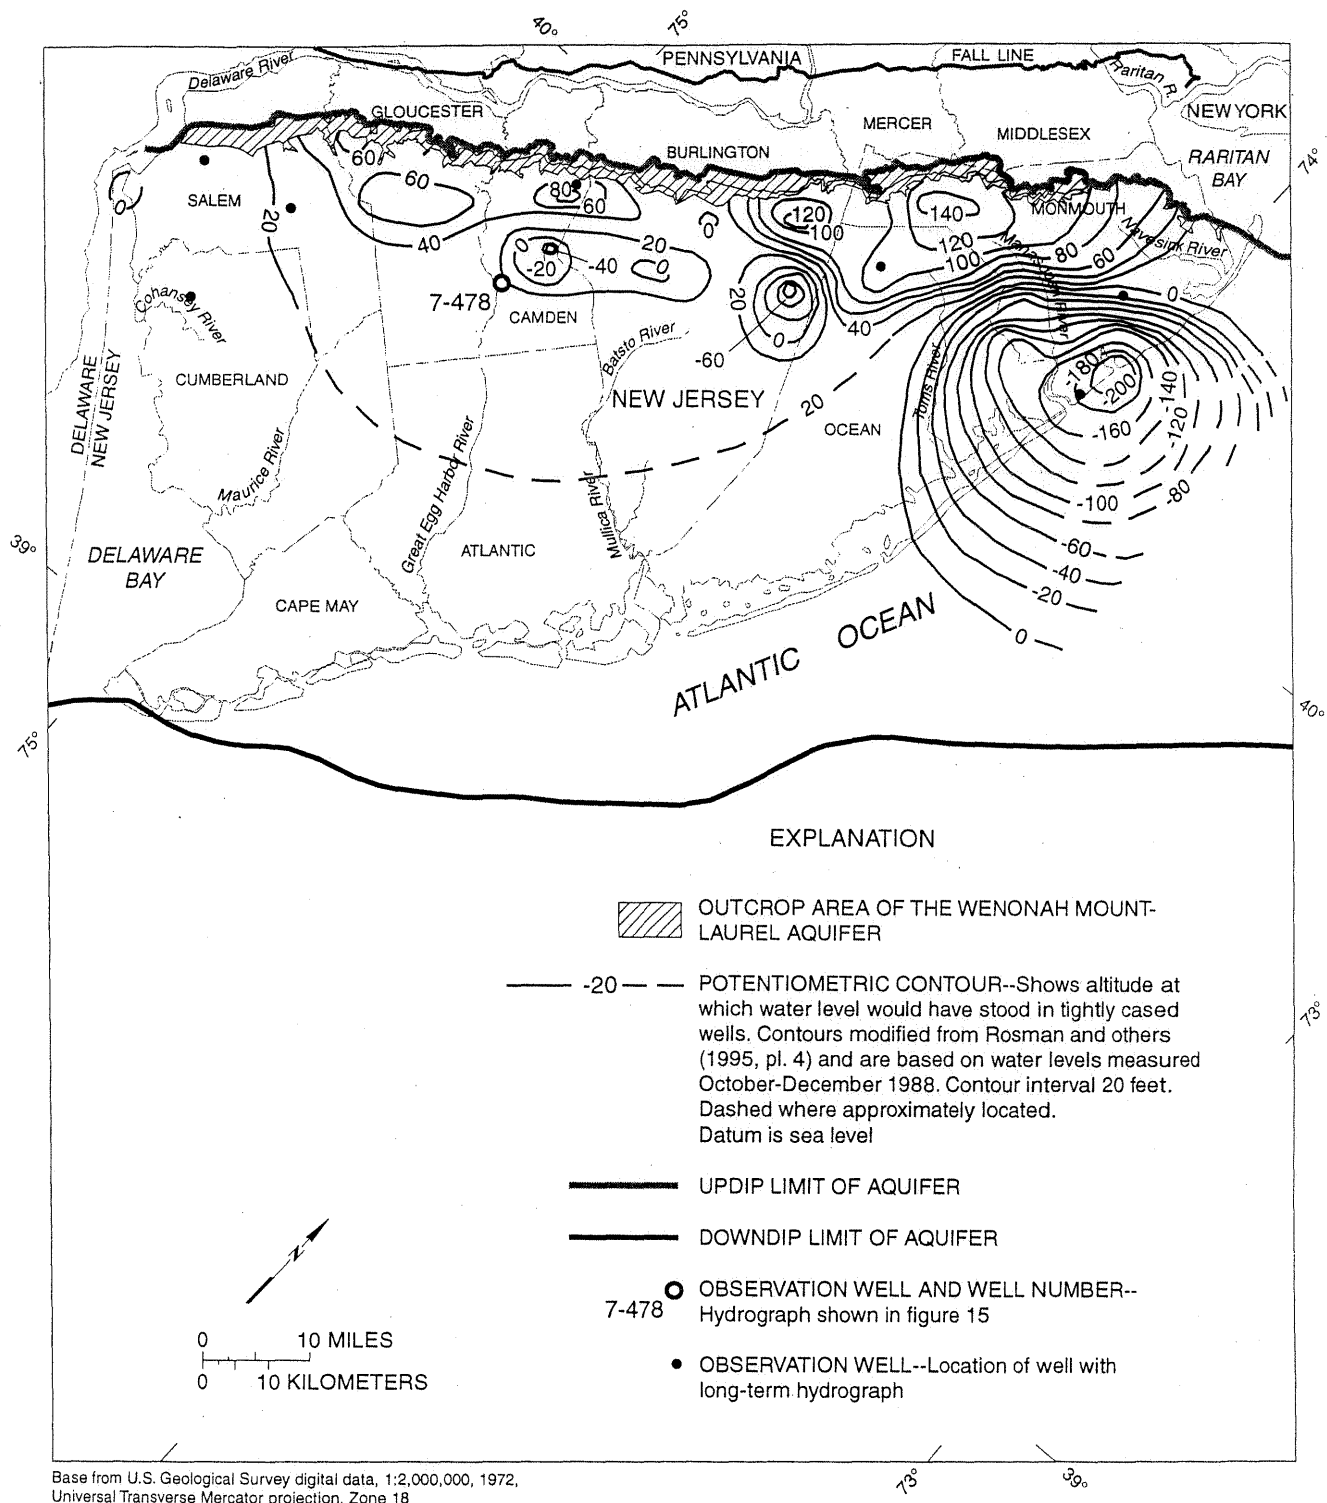 40°
75°
PENNSYLVANIA
FALL LINE
Delaware River
Raritan R.
GLOUCESTER
NEW YORK
MERCER
MIDDLESEX
74°
BURLINGTON
RARITAN
BAY
60
60
80
60
SALEM
0
20
40
120
100
140
MONMOUTH
0
20
0
-20
-40
0
120
100
80
60
Navesink River
Manasquan River
7-478
CAMDEN
20
0
-60
40
0
Cohansey River
Batsto River
DELAWARE
NEW JERSEY
CUMBERLAND
NEW JERSEY
20
OCEAN
Toms River
-180
-200
-140
-120
-160
Maurice River
Great Egg Harbor River
Mullica River
-100
-80
39°
DELAWARE
BAY
ATLANTIC
-60
-40
-20
0
CAPE MAY
ATLANTIC OCEAN
75°
40°
EXPLANATION
OUTCROP AREA OF THE WENONAH MOUNT-
LAUREL AQUIFER
-20
POTENTIOMETRIC CONTOUR--Shows altitude at
which water level would have stood in tightly cased
wells. Contours modified from Rosman and others
(1995, pl. 4) and are based on water levels measured
October-December 1988. Contour interval 20 feet.
Dashed where approximately located.
Datum is sea level
73°
UPDIP LIMIT OF AQUIFER
DOWNDIP LIMIT OF AQUIFER
7-478
OBSERVATION WELL AND WELL NUMBER--
Hydrograph shown in figure 15
OBSERVATION WELL--Location of well with
long-term hydrograph
N
0 10 MILES
0 10 KILOMETERS
73°
39°
Base from U.S. Geological Survey digital data, 1:2,000,000, 1972,
Universal Transverse Mercator projection, Zone 18